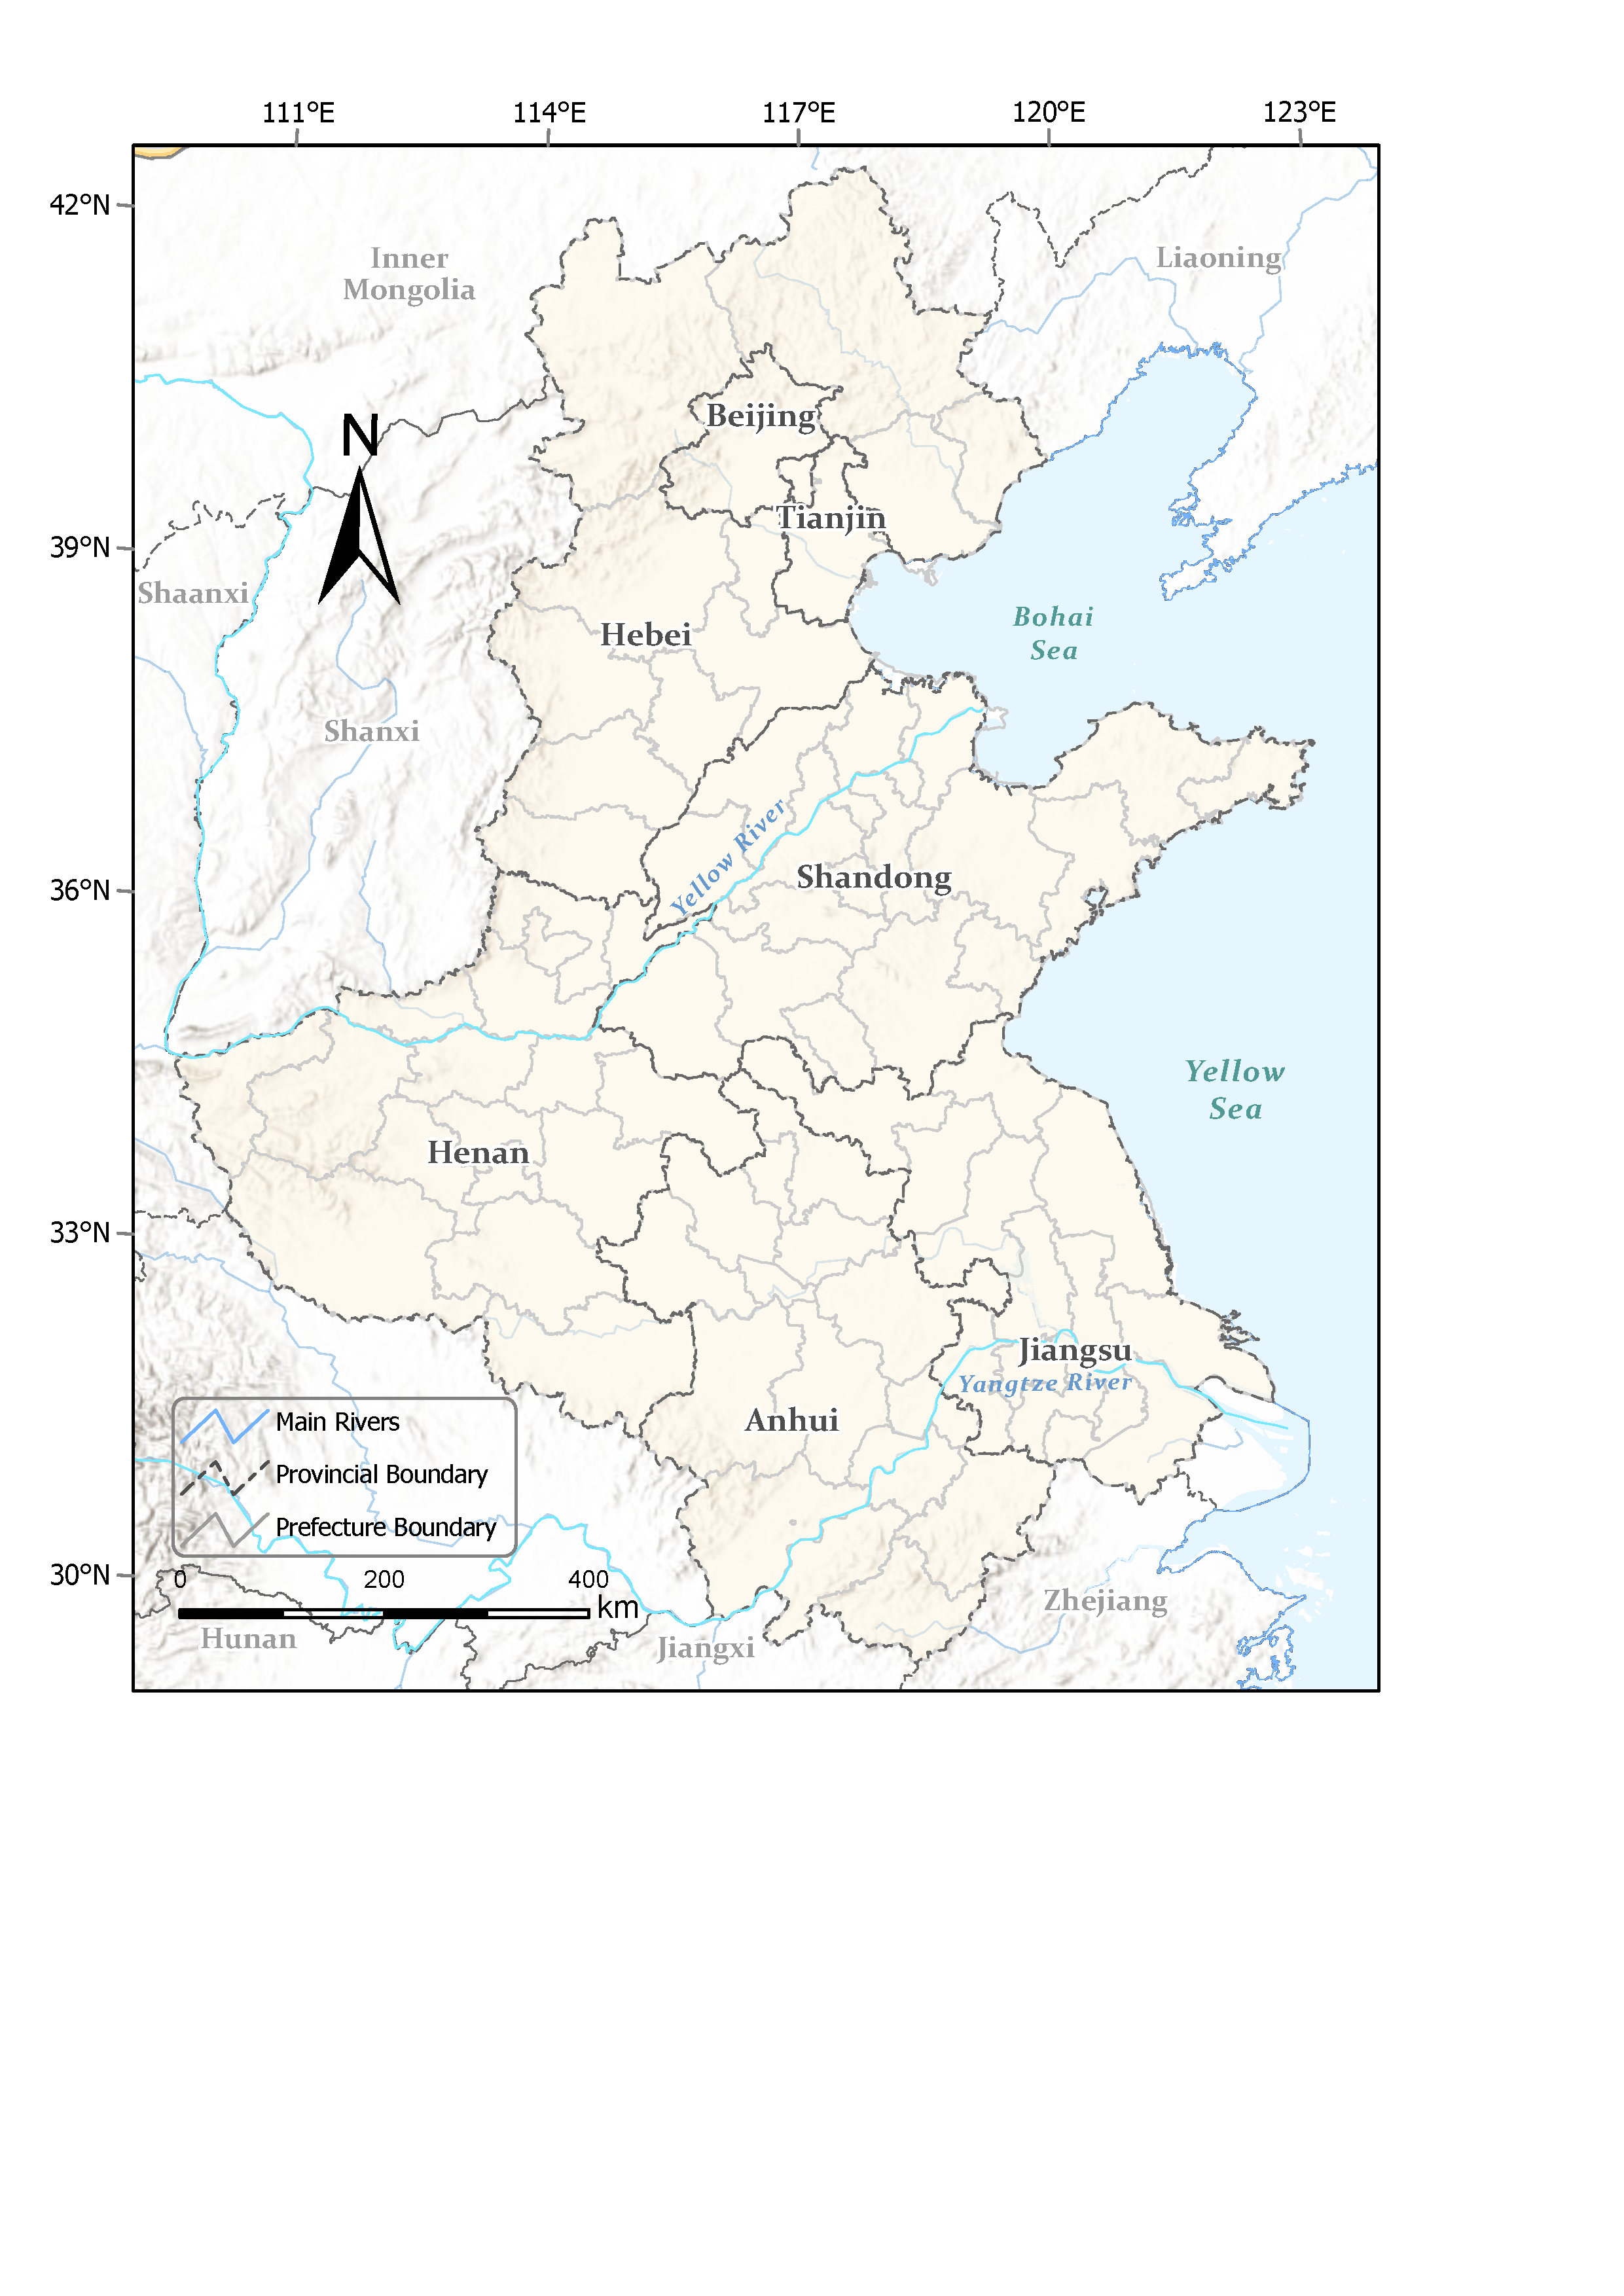 111°E
114°E
117°E
120°E
123°E
42°N
39°N
36°N
33°N
30°N
Inner
Mongolia
Liaoning
Beijing
N
Tianjin
Shaanxi
Bohai
Sea
Hebei
Shanxi
Yellow River
Shandong
Yellow
Sea
Henan
Jiangsu
Yangtze River
Anhui
Main Rivers
Provincial Boundary
Prefecture Boundary
0
200
400
km
Zhejiang
Hunan
Jiangxi